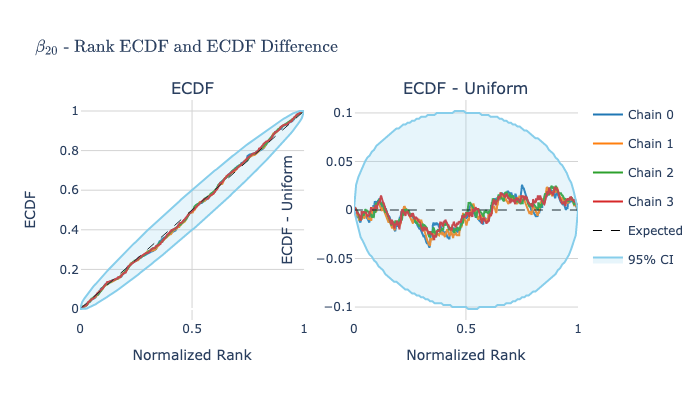 β₂₀ - Rank ECDF and ECDF Difference
ECDF
ECDF - Uniform
ECDF
1
0.8
0.6
0.4
0.2
0
0
0.5
1
Normalized Rank
ECDF - Uniform
0.1
0.05
0
−0.05
−0.1
0
0.5
1
Normalized Rank
Chain 0
Chain 1
Chain 2
Chain 3
Expected
95% CI